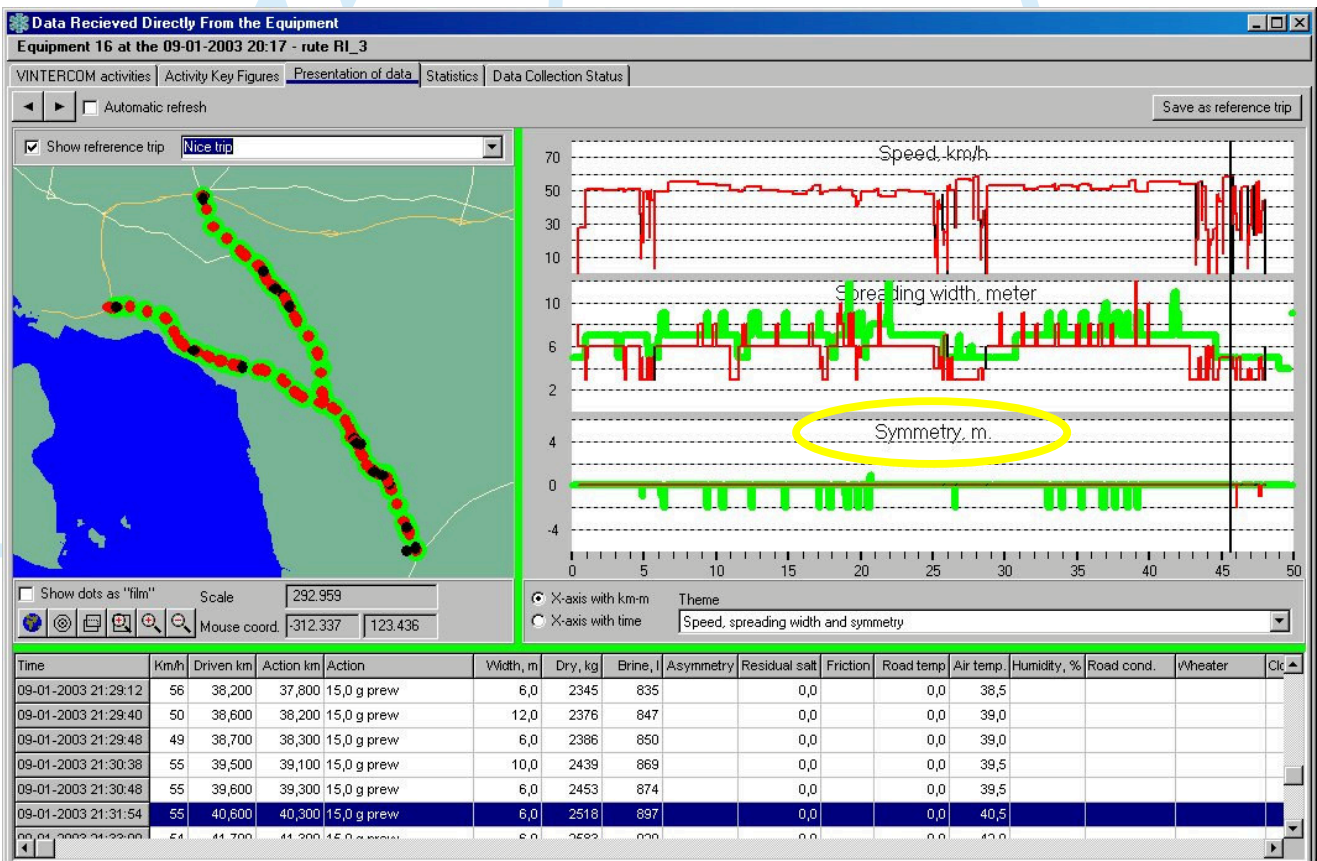 Data Recieved Directly From the Equipment
Equipment 16 at the 09-01-2003 20:17 - rute RI_3
VINTERCOM activities Activity Key Figures Presentation of data Statistics Data Collection Status
Automatic refresh Save as reference trip
Show refrerence trip Nice trip
Speed, km/h
70
50
30
10
Spreading width, meter
10
6
2
Symmetry, m.
4
0
-4
0 5 10 15 20 25 30 35 40 45 50
Show dots as "film" Scale 292.959
Mouse coord. -312.337 123.436
X-axis with km-m Theme
X-axis with time Speed, spreading width and symmetry
Time Km/h Driven km Action km Action Width, m Dry, kg Brine, l Asymmetry Residual salt Friction Road temp Air temp. Humidity, % Road cond. Wheater
09-01-2003 21:29:12 56 38,200 37,800 15,0 g prew 6,0 2345 835 0,0 0,0 38,5
09-01-2003 21:29:40 50 38,600 38,200 15,0 g prew 12,0 2376 847 0,0 0,0 39,0
09-01-2003 21:29:48 49 38,700 38,300 15,0 g prew 6,0 2386 850 0,0 0,0 39,0
09-01-2003 21:30:38 55 39,500 39,100 15,0 g prew 10,0 2439 869 0,0 0,0 39,5
09-01-2003 21:30:48 55 39,600 39,300 15,0 g prew 6,0 2453 874 0,0 0,0 39,5
09-01-2003 21:31:54 55 40,600 40,300 15,0 g prew 6,0 2518 897 0,0 0,0 40,5